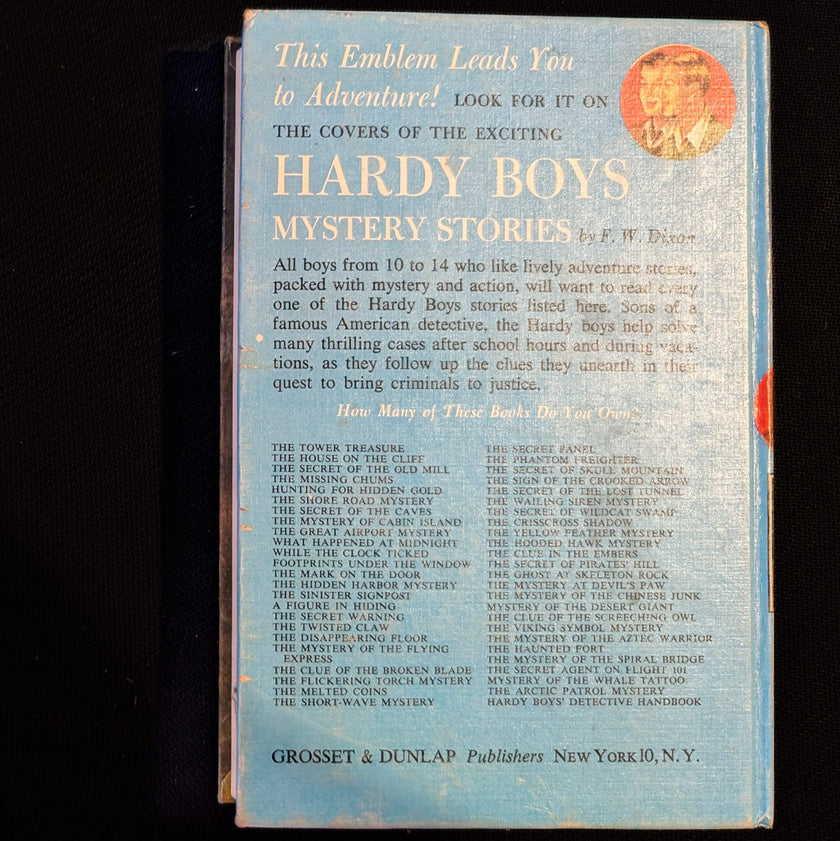 This Emblem Leads You
to Adventure! LOOK FOR IT ON
THE COVERS OF THE EXCITING
HARDY BOYS
MYSTERY STORIES by F. W. Dixon
All boys from 10 to 14 who like lively adventure stories,
packed with mystery and action, will want to read every
one of the Hardy Boys stories listed here. Sons of a
famous American detective, the Hardy boys help solve
many thrilling cases after school hours and during vaca-
tions, as they follow up the clues they unearth in their
quest to bring criminals to justice.
How Many of These Books Do You Own?
THE TOWER TREASURE
THE HOUSE ON THE CLIFF
THE SECRET OF THE OLD MILL
THE MISSING CHUMS
HUNTING FOR HIDDEN GOLD
THE SHORE ROAD MYSTERY
THE SECRET OF THE CAVES
THE MYSTERY OF CABIN ISLAND
THE GREAT AIRPORT MYSTERY
WHAT HAPPENED AT MIDNIGHT
WHILE THE CLOCK TICKED
FOOTPRINTS UNDER THE WINDOW
THE MARK ON THE DOOR
THE HIDDEN HARBOR MYSTERY
THE SINISTER SIGNPOST
A FIGURE IN HIDING
THE SECRET WARNING
THE TWISTED CLAW
THE DISAPPEARING FLOOR
THE MYSTERY OF THE FLYING
EXPRESS
THE CLUE OF THE BROKEN BLADE
THE FLICKERING TORCH MYSTERY
THE MELTED COINS
THE SHORT-WAVE MYSTERY
THE SECRET PANEL
THE PHANTOM FREIGHTER
THE SECRET OF SKULL MOUNTAIN
THE SIGN OF THE CROOKED ARROW
THE SECRET OF THE LOST TUNNEL
THE WAILING SIREN MYSTERY
THE SECRET OF WILDCAT SWAMP
THE CRISSCROSS SHADOW
THE YELLOW FEATHER MYSTERY
THE HOODED HAWK MYSTERY
THE CLUE IN THE EMBERS
THE SECRET OF PIRATES' HILL
THE GHOST AT SKELETON ROCK
THE MYSTERY AT DEVIL'S PAW
THE MYSTERY OF THE CHINESE JUNK
MYSTERY OF THE DESERT GIANT
THE CLUE OF THE SCREECHING OWL
THE VIKING SYMBOL MYSTERY
THE MYSTERY OF THE AZTEC WARRIOR
THE HAUNTED FORT
THE MYSTERY OF THE SPIRAL BRIDGE
THE SECRET AGENT ON FLIGHT 101
MYSTERY OF THE WHALE TATTOO
THE ARCTIC PATROL MYSTERY
HARDY BOYS' DETECTIVE HANDBOOK
GROSSET & DUNLAP Publishers NEW YORK 10, N. Y.